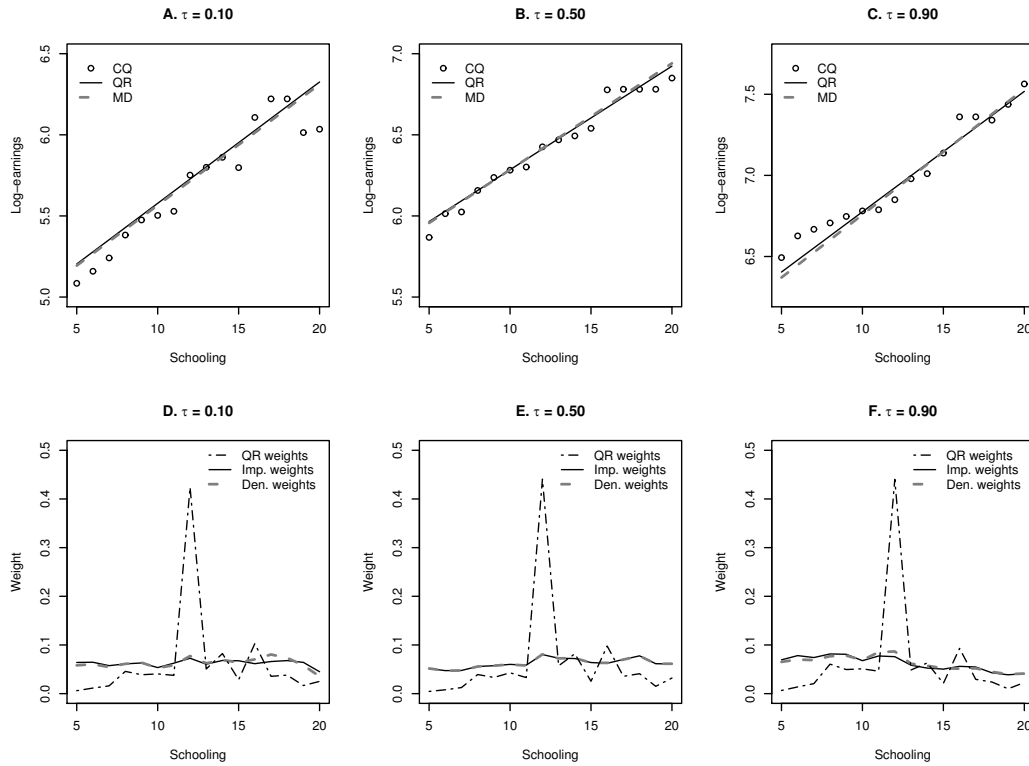 A. τ = 0.10
B. τ = 0.50
C. τ = 0.90
Log−earnings
5.0
5.5
6.0
6.5
CQ
QR
MD
5
10
15
20
Schooling
Log−earnings
5.5
6.0
6.5
7.0
CQ
QR
MD
5
10
15
20
Schooling
Log−earnings
6.5
7.0
7.5
CQ
QR
MD
5
10
15
20
Schooling
D. τ = 0.10
E. τ = 0.50
F. τ = 0.90
Weight
0.0
0.1
0.2
0.3
0.4
0.5
QR weights
Imp. weights
Den. weights
5
10
15
20
Schooling
Weight
0.0
0.1
0.2
0.3
0.4
0.5
QR weights
Imp. weights
Den. weights
5
10
15
20
Schooling
Weight
0.0
0.1
0.2
0.3
0.4
0.5
QR weights
Imp. weights
Den. weights
5
10
15
20
Schooling